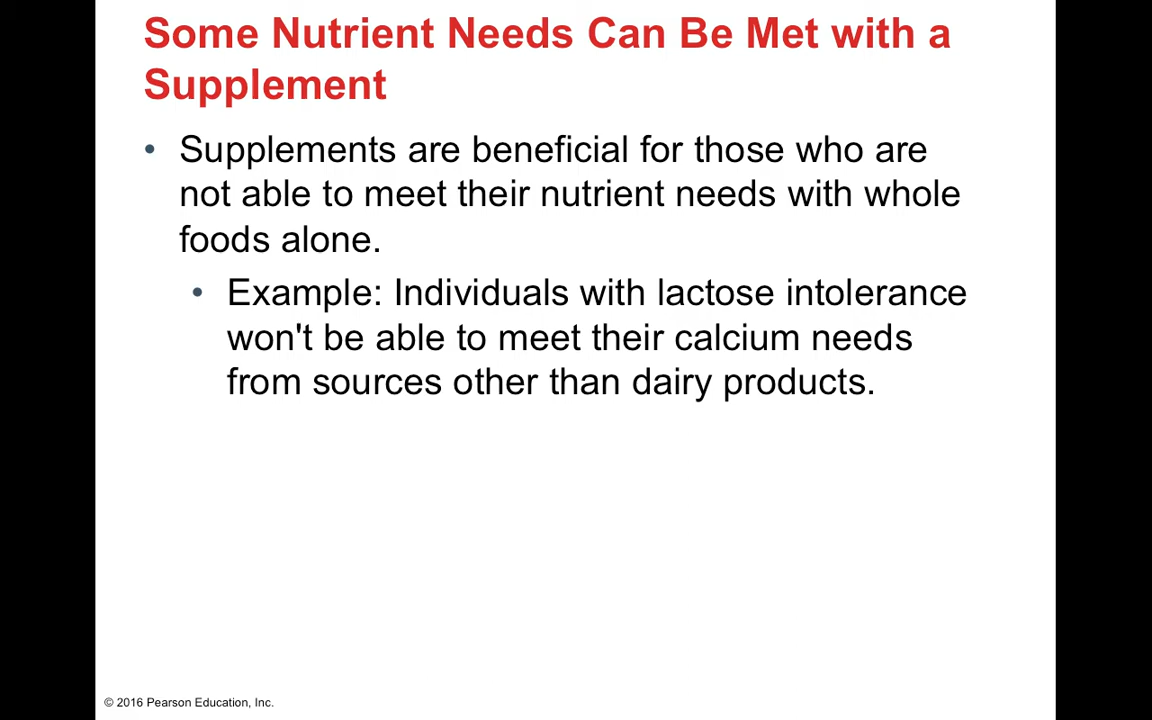 Some Nutrient Needs Can Be Met with a
Supplement
• Supplements are beneficial for those who are
not able to meet their nutrient needs with whole
foods alone.
• Example: Individuals with lactose intolerance
won't be able to meet their calcium needs
from sources other than dairy products.
© 2016 Pearson Education, Inc.